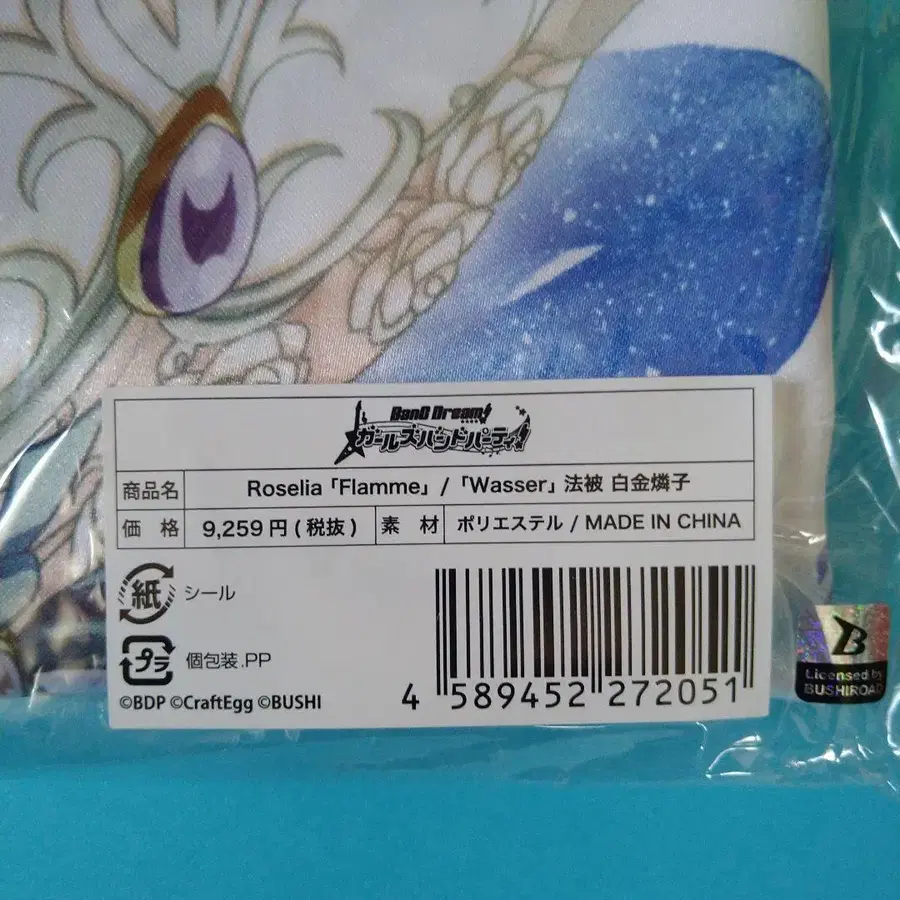 BanG Dream!
ガールズバンドパーティ!
商品名 Roselia「Flamme」/「Wasser」法被 白金燐子
価 格 9,259円(税抜) 素 材 ポリエステル / MADE IN CHINA
紙 シール
プラ 個包装.PP
©BDP ©CraftEgg ©BUSHI
4 589452 272051
B
Licensed by
BUSHIROAD